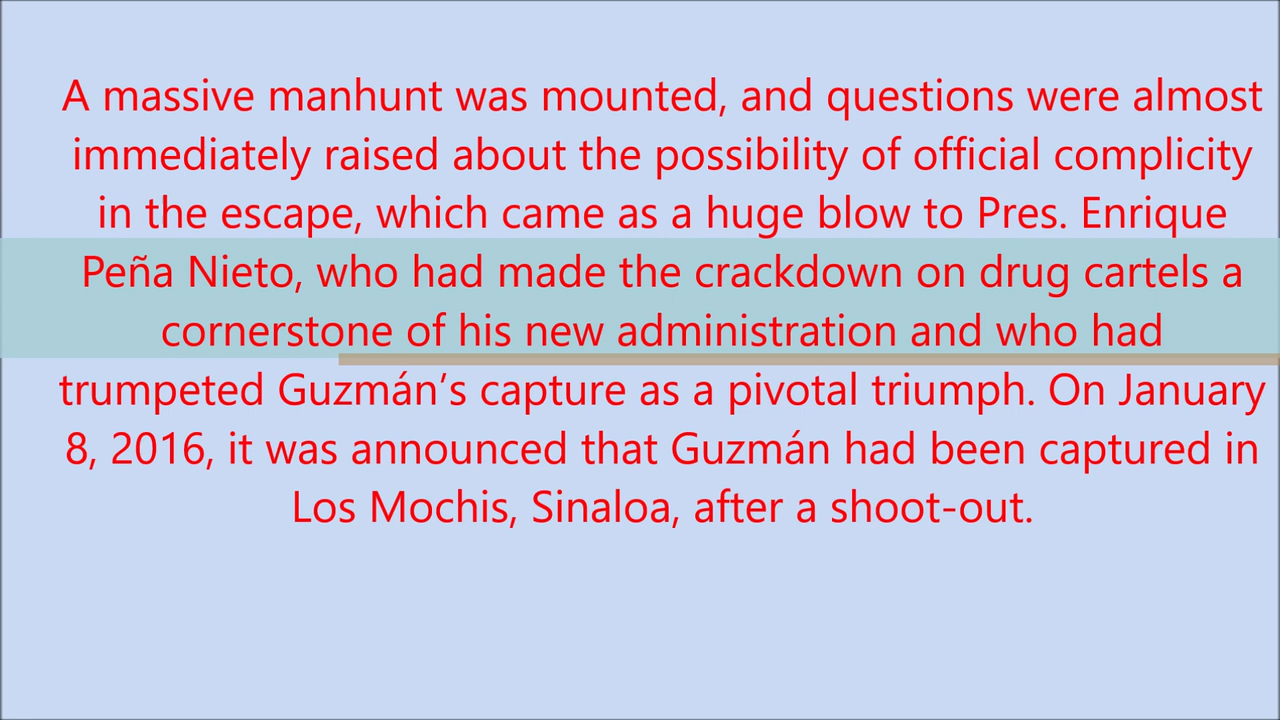 A massive manhunt was mounted, and questions were almost
immediately raised about the possibility of official complicity
in the escape, which came as a huge blow to Pres. Enrique
Peña Nieto, who had made the crackdown on drug cartels a
cornerstone of his new administration and who had
trumpeted Guzmán’s capture as a pivotal triumph. On January
8, 2016, it was announced that Guzmán had been captured in
Los Mochis, Sinaloa, after a shoot-out.